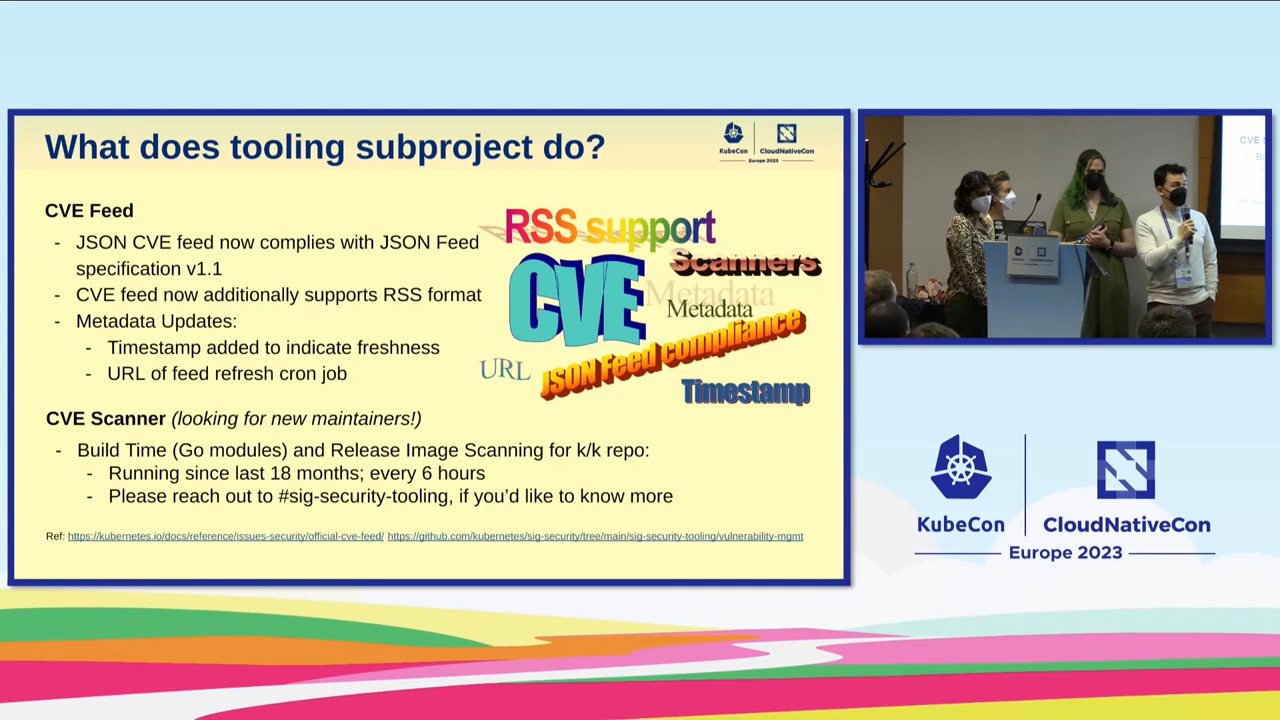 What does tooling subproject do?
KubeCon
CloudNativeCon
Europe 2023
CVE Feed
- JSON CVE feed now complies with JSON Feed
specification v1.1
- CVE feed now additionally supports RSS format
- Metadata Updates:
- Timestamp added to indicate freshness
- URL of feed refresh cron job
RSS support
Scanners
CVE
Metadata
JSON Feed compliance
URL
Timestamp
CVE Scanner (looking for new maintainers!)
- Build Time (Go modules) and Release Image Scanning for k/k repo:
- Running since last 18 months; every 6 hours
- Please reach out to #sig-security-tooling, if you'd like to know more
Ref: https://kubernetes.io/docs/reference/issues-security/official-cve-feed/ https://github.com/kubernetes/sig-security/tree/main/sig-security-tooling/vulnerability-mgmt
KubeCon
CloudNativeCon
Europe 2023